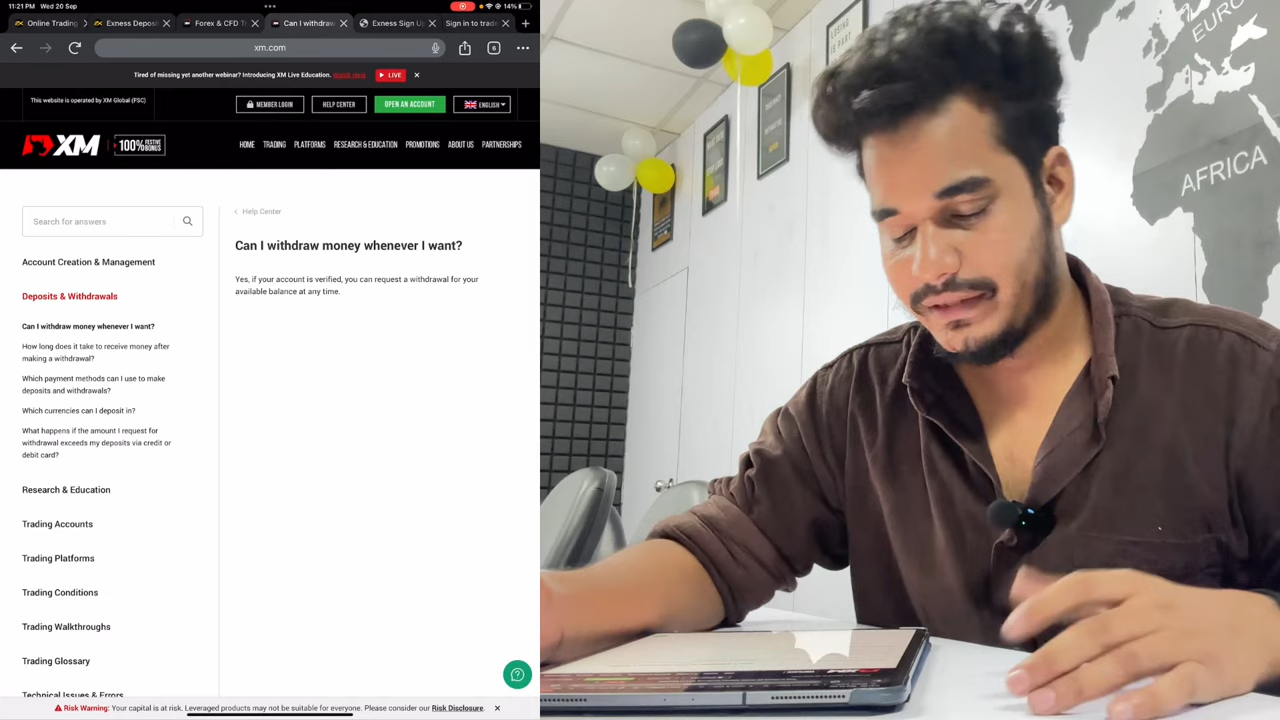 11:21 PM Wed 20 Sep
14%
Online Trading
Exness Deposi
Forex & CFD T
Can I withdraw
Exness Sign U
Sign in to trade
xm.com
6
Tired of missing yet another webinar? Introducing XM Live Education. Watch Here
LIVE
This website is operated by XM Global (FSC)
MEMBER LOGIN
HELP CENTER
OPEN AN ACCOUNT
ENGLISH
XM
100% FESTIVE BONUS
HOME TRADING PLATFORMS RESEARCH & EDUCATION PROMOTIONS ABOUT US PARTNERSHIPS
Search for answers
Account Creation & Management
Deposits & Withdrawals
Can I withdraw money whenever I want?
How long does it take to receive money after
making a withdrawal?
Which payment methods can I use to make
deposits and withdrawals?
Which currencies can I deposit in?
What happens if the amount I request for
withdrawal exceeds my deposits via credit or
debit card?
Research & Education
Trading Accounts
Trading Platforms
Trading Conditions
Trading Walkthroughs
Trading Glossary
Technical Issues & Errors
Help Center
Can I withdraw money whenever I want?
Yes, if your account is verified, you can request a withdrawal for your
available balance at any time.
Risk Warning: Your capital is at risk. Leveraged products may not be suitable for everyone. Please consider our Risk Disclosure.
LOSING
IS PART
EURO
AFRICA